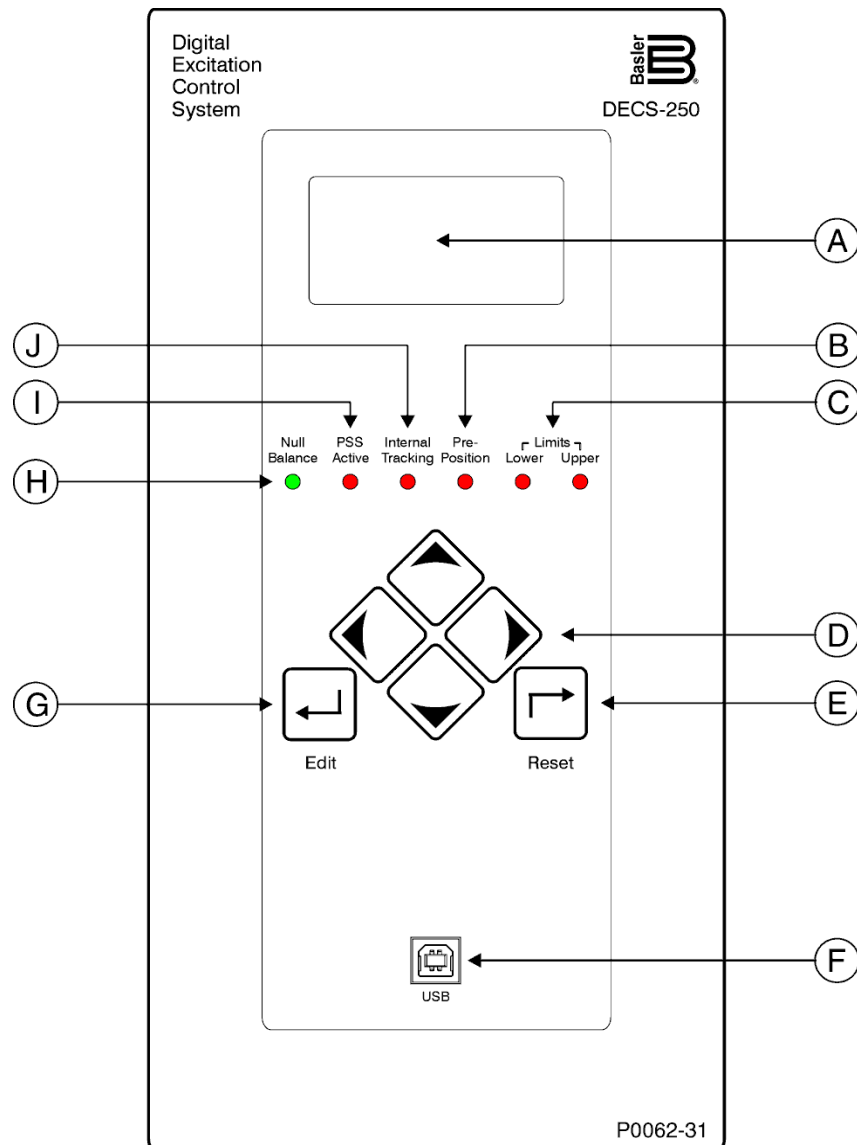 Digital
Excitation
Control
System
Basler
B
®
DECS-250
A
J
B
I
C
Null
Balance
PSS
Active
Internal
Tracking
Pre-
Position
Limits
Lower
Upper
H
D
G
E
Edit
Reset
F
USB
P0062-31